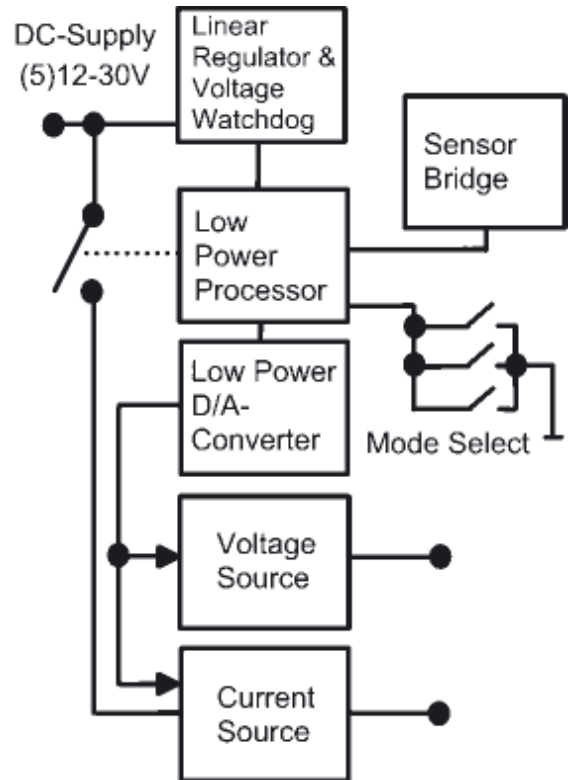 DC-Supply
(5)12-30V
Linear
Regulator &
Voltage
Watchdog
Sensor
Bridge
Low
Power
Processor
Low Power
D/A-
Converter
Mode Select
Voltage
Source
Current
Source